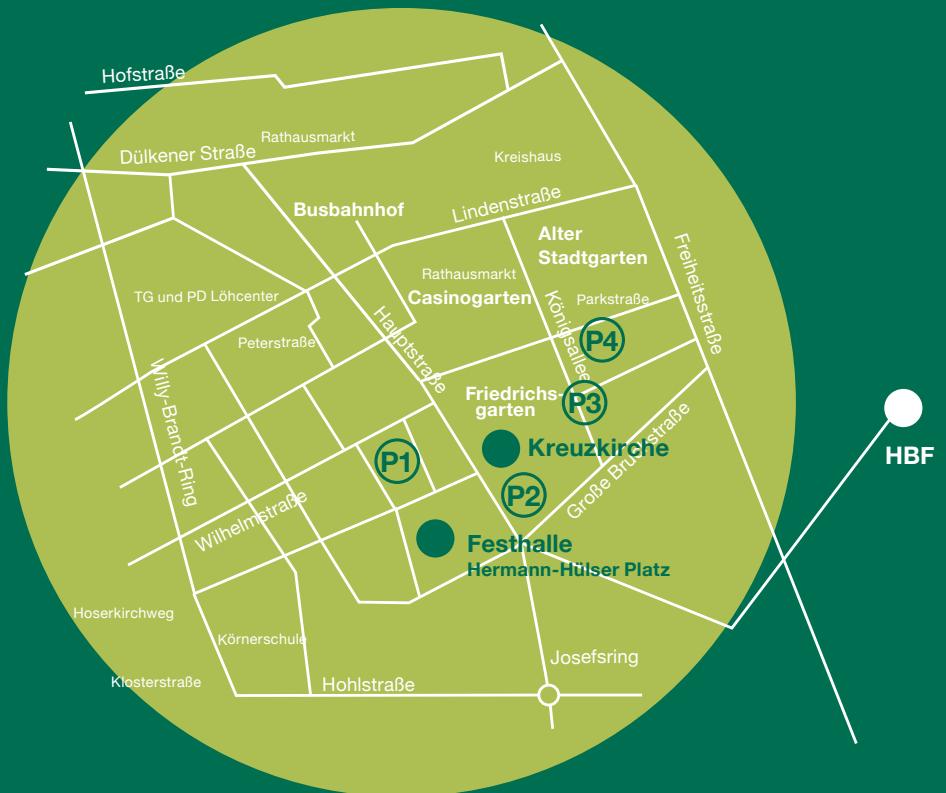 Hofstraße
Rathausmarkt
Dülkener Straße
Kreishaus
Busbahnhof
Lindenstraße
Alter
Stadtgarten
Freiheitsstraße
Rathausmarkt
Casinogarten
TG und PD Löhcenter
Parkstraße
Königsallee
Hauptstraße
Peterstraße
P4
Willy-Brandt-Ring
Friedrichs-
garten
P3
Große Bruchstraße
Kreuzkirche
HBF
P1
P2
Wilhelmstraße
Festhalle
Hermann-Hülser Platz
Hoserkirchweg
Körnerschule
Josefsring
Klosterstraße
Hohlstraße